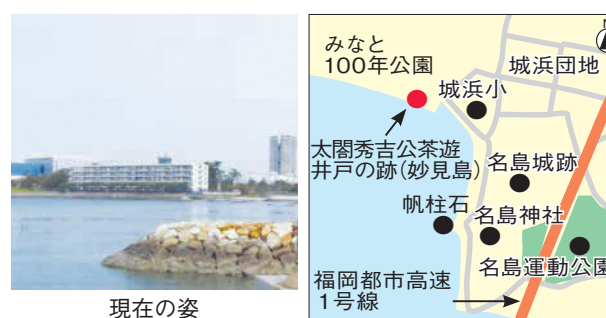 現在の姿
みなと
100年公園
城浜団地
城浜小
太閤秀吉公茶遊
井戸の跡(妙見島)
名島城跡
帆柱石
名島神社
名島運動公園
福岡都市高速
1号線